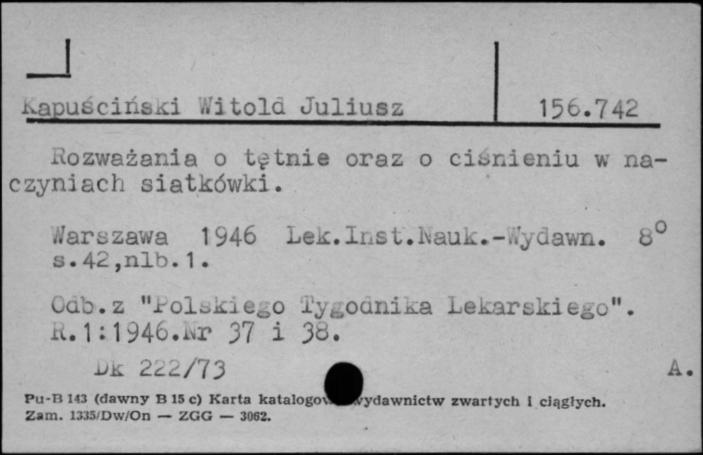 Kapuściński Witold Juliusz 156.742
Rozważania o tętnie oraz o ciśnieniu w na-
czyniach siatkówki.
Warszawa 1946 Lek.Inst.Nauk.-Wydawn. 8°
s.42,nlb.1.
Odb.z "Polskiego Tygodnika Lekarskiego".
R.1:1946.Nr 37 i 38.
Dk 222/73 A.
Pu-B 143 (dawny B 15 c) Karta katalogowa wydawnictw zwartych i ciągłych.
Zam. 1335/Dw/On — ZGG — 3062.